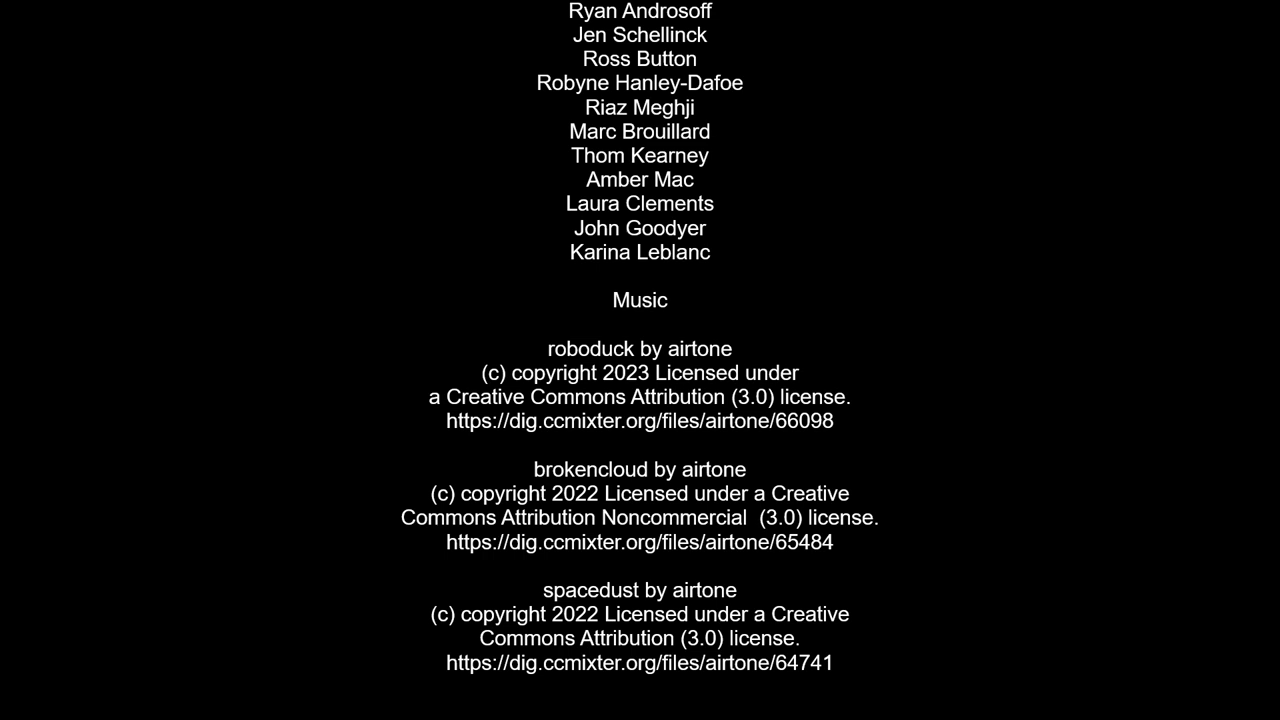 Ryan Androsoff
Jen Schellinck
Ross Button
Robyne Hanley-Dafoe
Riaz Meghji
Marc Brouillard
Thom Kearney
Amber Mac
Laura Clements
John Goodyer
Karina Leblanc
Music
roboduck by airtone
(c) copyright 2023 Licensed under
a Creative Commons Attribution (3.0) license.
https://dig.ccmixter.org/files/airtone/66098
brokencloud by airtone
(c) copyright 2022 Licensed under a Creative
Commons Attribution Noncommercial  (3.0) license.
https://dig.ccmixter.org/files/airtone/65484
spacedust by airtone
(c) copyright 2022 Licensed under a Creative
Commons Attribution (3.0) license.
https://dig.ccmixter.org/files/airtone/64741